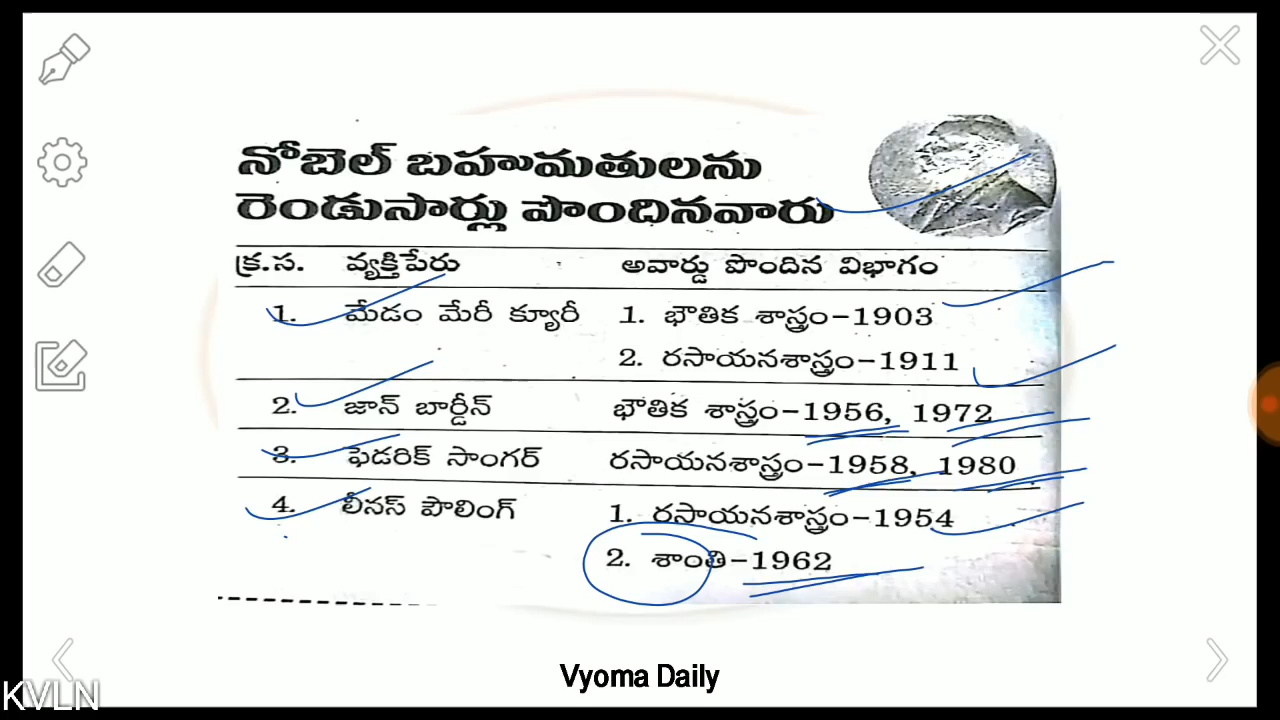 నోబెల్ బహుమతులను
రెండుసార్లు పొందినవారు
క్ర.స. వ్యక్తిపేరు అవార్డు పొందిన విభాగం
1. మేడం మేరీ క్యూరీ 1. భౌతిక శాస్త్రం-1903
2. రసాయనశాస్త్రం-1911
2. జాన్ బార్డీన్ భౌతిక శాస్త్రం-1956, 1972
3. ఫెడరిక్ సాంగర్ రసాయనశాస్త్రం-1958, 1980
4. లీనస్ పౌలింగ్ 1. రసాయనశాస్త్రం-1954
2. శాంతి-1962
Vyoma Daily
KVLN